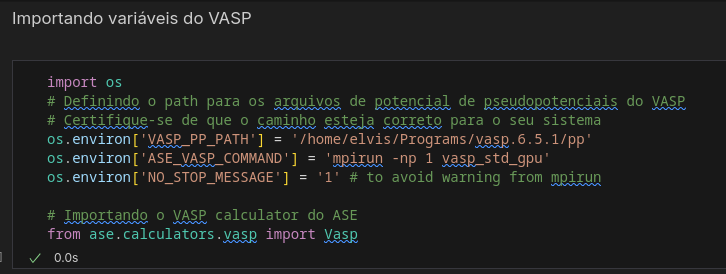 Importando variáveis do VASP
import os
# Definindo o path para os arquivos de potencial de pseudopotenciais do VASP
# Certifique-se de que o caminho esteja correto para o seu sistema
os.environ['VASP_PP_PATH'] = '/home/elvis/Programs/vasp.6.5.1/pp'
os.environ['ASE_VASP_COMMAND'] = 'mpirun -np 1 vasp_std_gpu'
os.environ['NO_STOP_MESSAGE'] = '1' # to avoid warning from mpirun
# Importando o VASP calculator do ASE
from ase.calculators.vasp import Vasp
] ✓ 0.0s